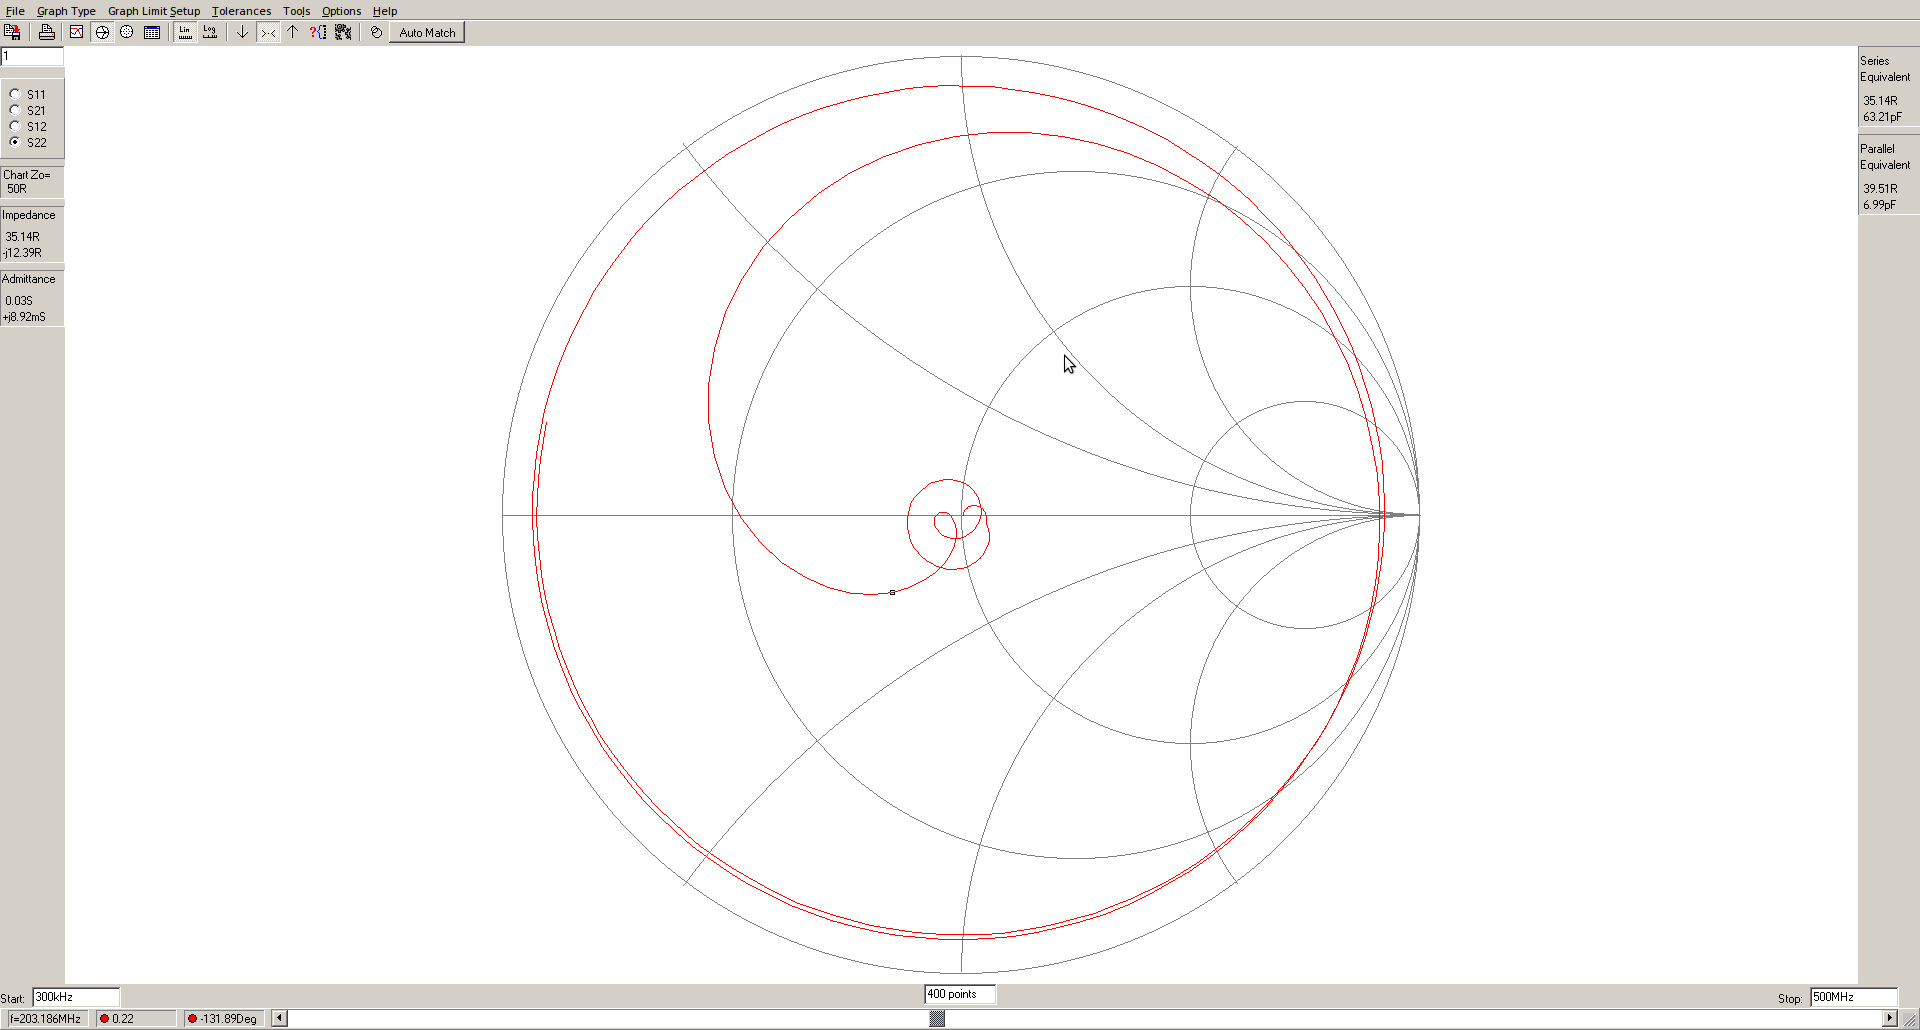 File Graph Type Graph Limit Setup Tolerances Tools Options Help
Lin Log ?{} Auto Match
1
S11
S21
S12
S22
Chart Zo=
50R
Impedance
35.14R
-j12.39R
Admittance
0.03S
+j8.92mS
Series
Equivalent
35.14R
63.21pF
Parallel
Equivalent
39.51R
6.99pF
Start: 300kHz 400 points Stop: 500MHz
f=203.186MHz 0.22 -131.89Deg